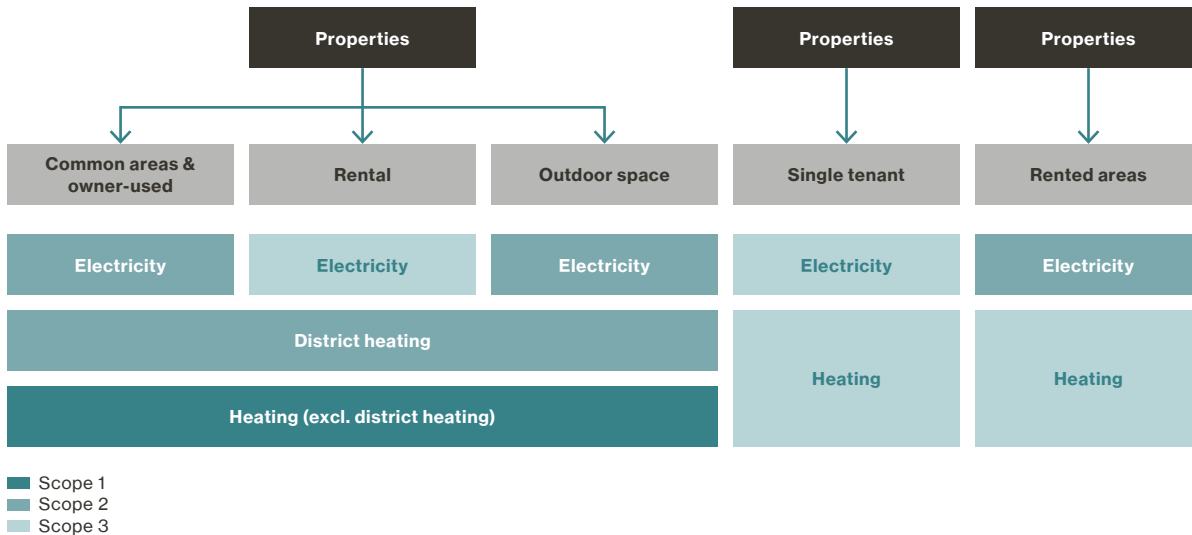 Properties
Properties
Properties
Common areas &
owner-used
Rental
Outdoor space
Single tenant
Rented areas
Electricity
Electricity
Electricity
Electricity
Electricity
District heating
Heating
Heating
Heating (excl. district heating)
Scope 1
Scope 2
Scope 3